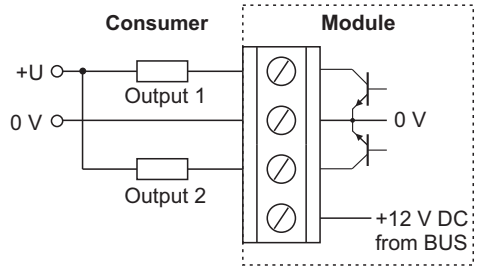 Consumer
Module
+U
Output 1
0 V
0 V
Output 2
+12 V DC
from BUS